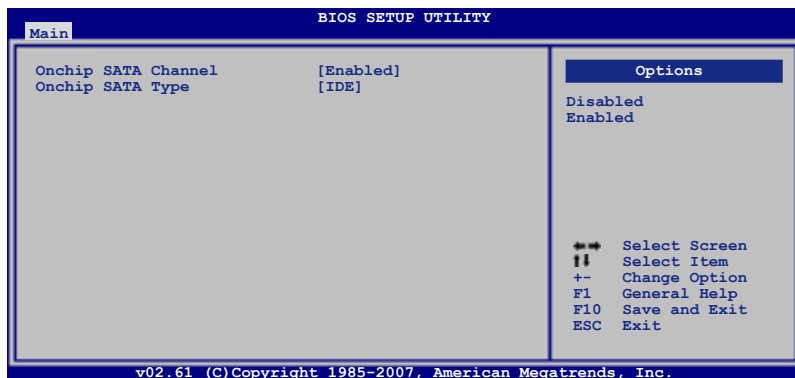 BIOS SETUP UTILITY
Main
Onchip SATA Channel [Enabled]
Onchip SATA Type [IDE]
Options
Disabled
Enabled
←→ Select Screen
↑↓ Select Item
+- Change Option
F1 General Help
F10 Save and Exit
ESC Exit
v02.61 (C)Copyright 1985-2007, American Megatrends, Inc.